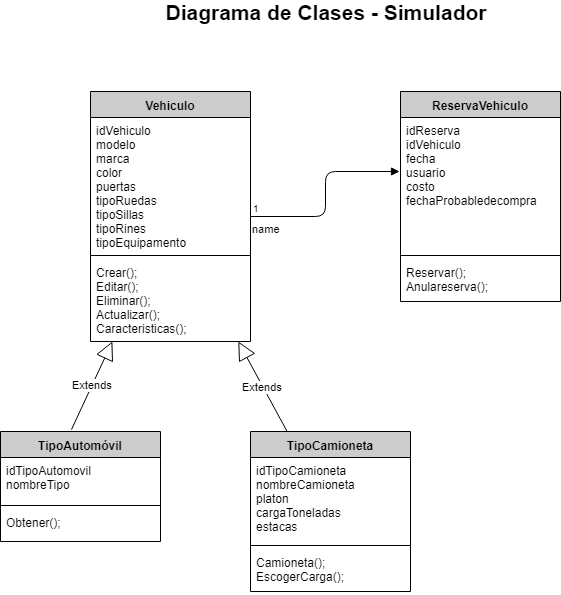 Diagrama de Clases - Simulador
Vehiculo
idVehiculo
modelo
marca
color
puertas
tipoRuedas
tipoSillas
tipoRines
tipoEquipamento
Crear();
Editar();
Eliminar();
Actualizar();
Caracteristicas();
1
name
ReservaVehiculo
idReserva
idVehiculo
fecha
usuario
costo
fechaProbabledecompra
Reservar();
Anulareserva();
Extends
Extends
TipoAutomóvil
idTipoAutomovil
nombreTipo
Obtener();
TipoCamioneta
idTipoCamioneta
nombreCamioneta
platon
cargaToneladas
estacas
Camioneta();
EscogerCarga();